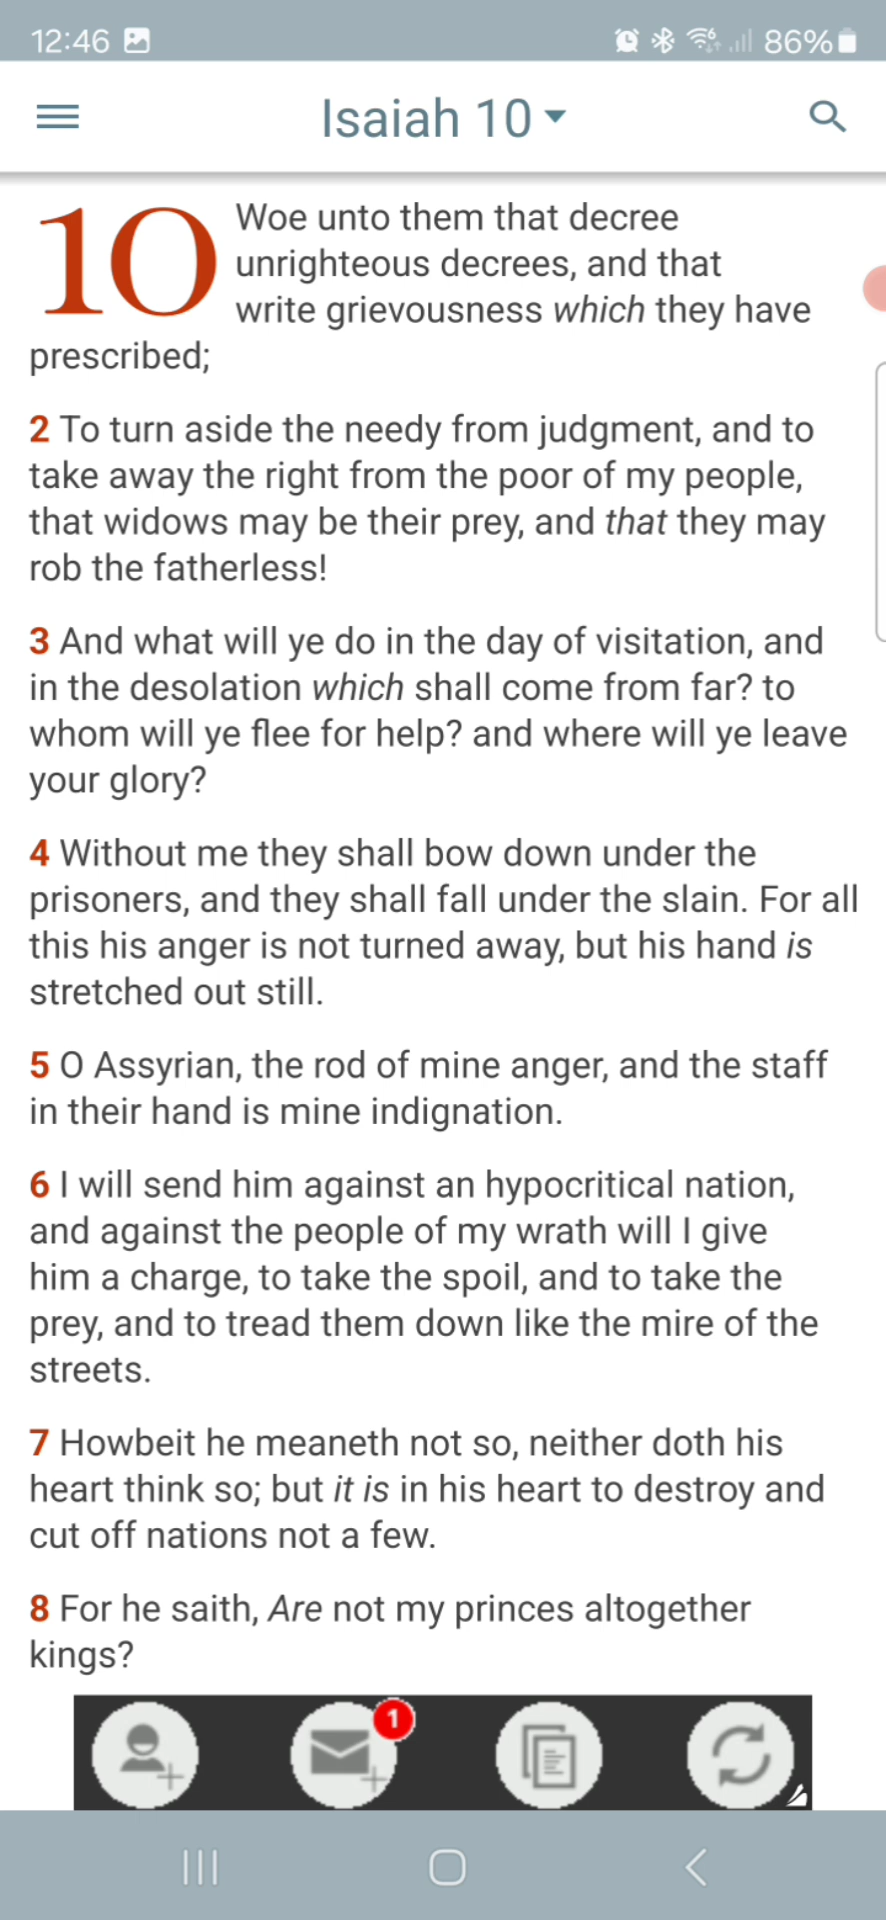 12:46 86%
Isaiah 10
10 Woe unto them that decree
unrighteous decrees, and that
write grievousness which they have
prescribed;
2 To turn aside the needy from judgment, and to
take away the right from the poor of my people,
that widows may be their prey, and that they may
rob the fatherless!
3 And what will ye do in the day of visitation, and
in the desolation which shall come from far? to
whom will ye flee for help? and where will ye leave
your glory?
4 Without me they shall bow down under the
prisoners, and they shall fall under the slain. For all
this his anger is not turned away, but his hand is
stretched out still.
5 O Assyrian, the rod of mine anger, and the staff
in their hand is mine indignation.
6 I will send him against an hypocritical nation,
and against the people of my wrath will I give
him a charge, to take the spoil, and to take the
prey, and to tread them down like the mire of the
streets.
7 Howbeit he meaneth not so, neither doth his
heart think so; but it is in his heart to destroy and
cut off nations not a few.
8 For he saith, Are not my princes altogether
kings?
1